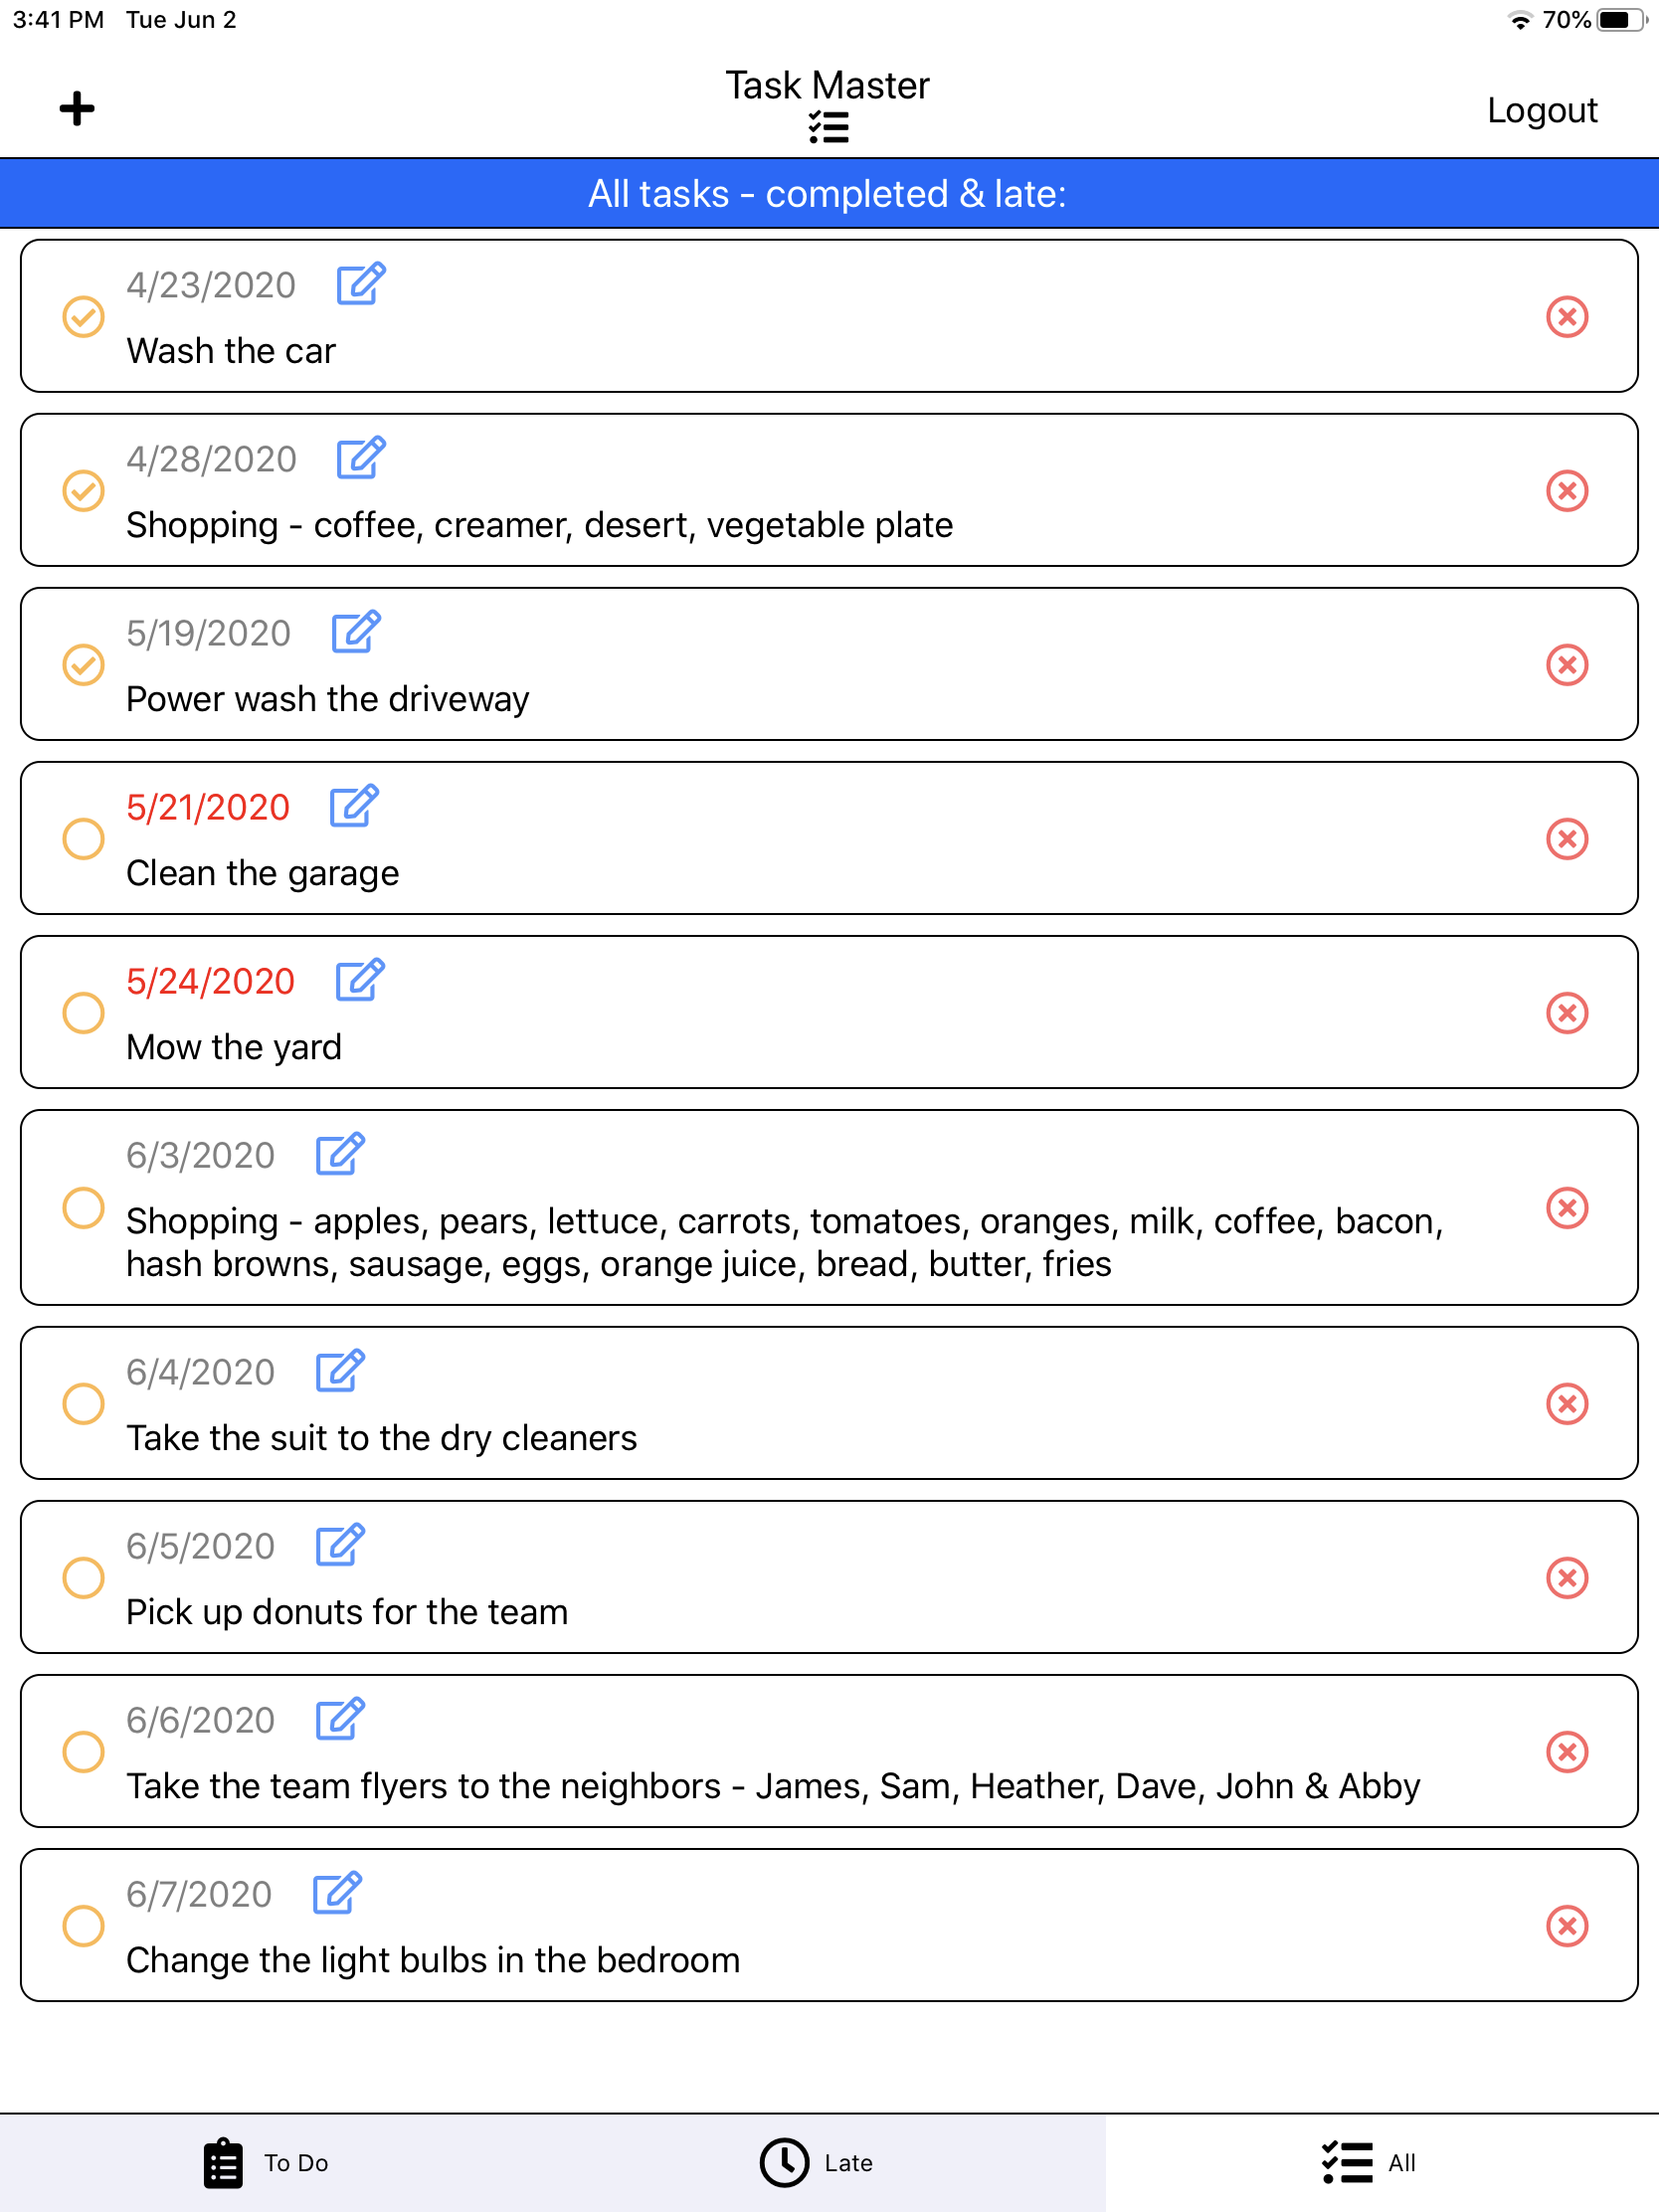 3:41 PM Tue Jun 2 70%
Task Master
Logout
All tasks - completed & late:
4/23/2020
Wash the car
4/28/2020
Shopping - coffee, creamer, desert, vegetable plate
5/19/2020
Power wash the driveway
5/21/2020
Clean the garage
5/24/2020
Mow the yard
6/3/2020
Shopping - apples, pears, lettuce, carrots, tomatoes, oranges, milk, coffee, bacon,
hash browns, sausage, eggs, orange juice, bread, butter, fries
6/4/2020
Take the suit to the dry cleaners
6/5/2020
Pick up donuts for the team
6/6/2020
Take the team flyers to the neighbors - James, Sam, Heather, Dave, John & Abby
6/7/2020
Change the light bulbs in the bedroom
To Do Late All